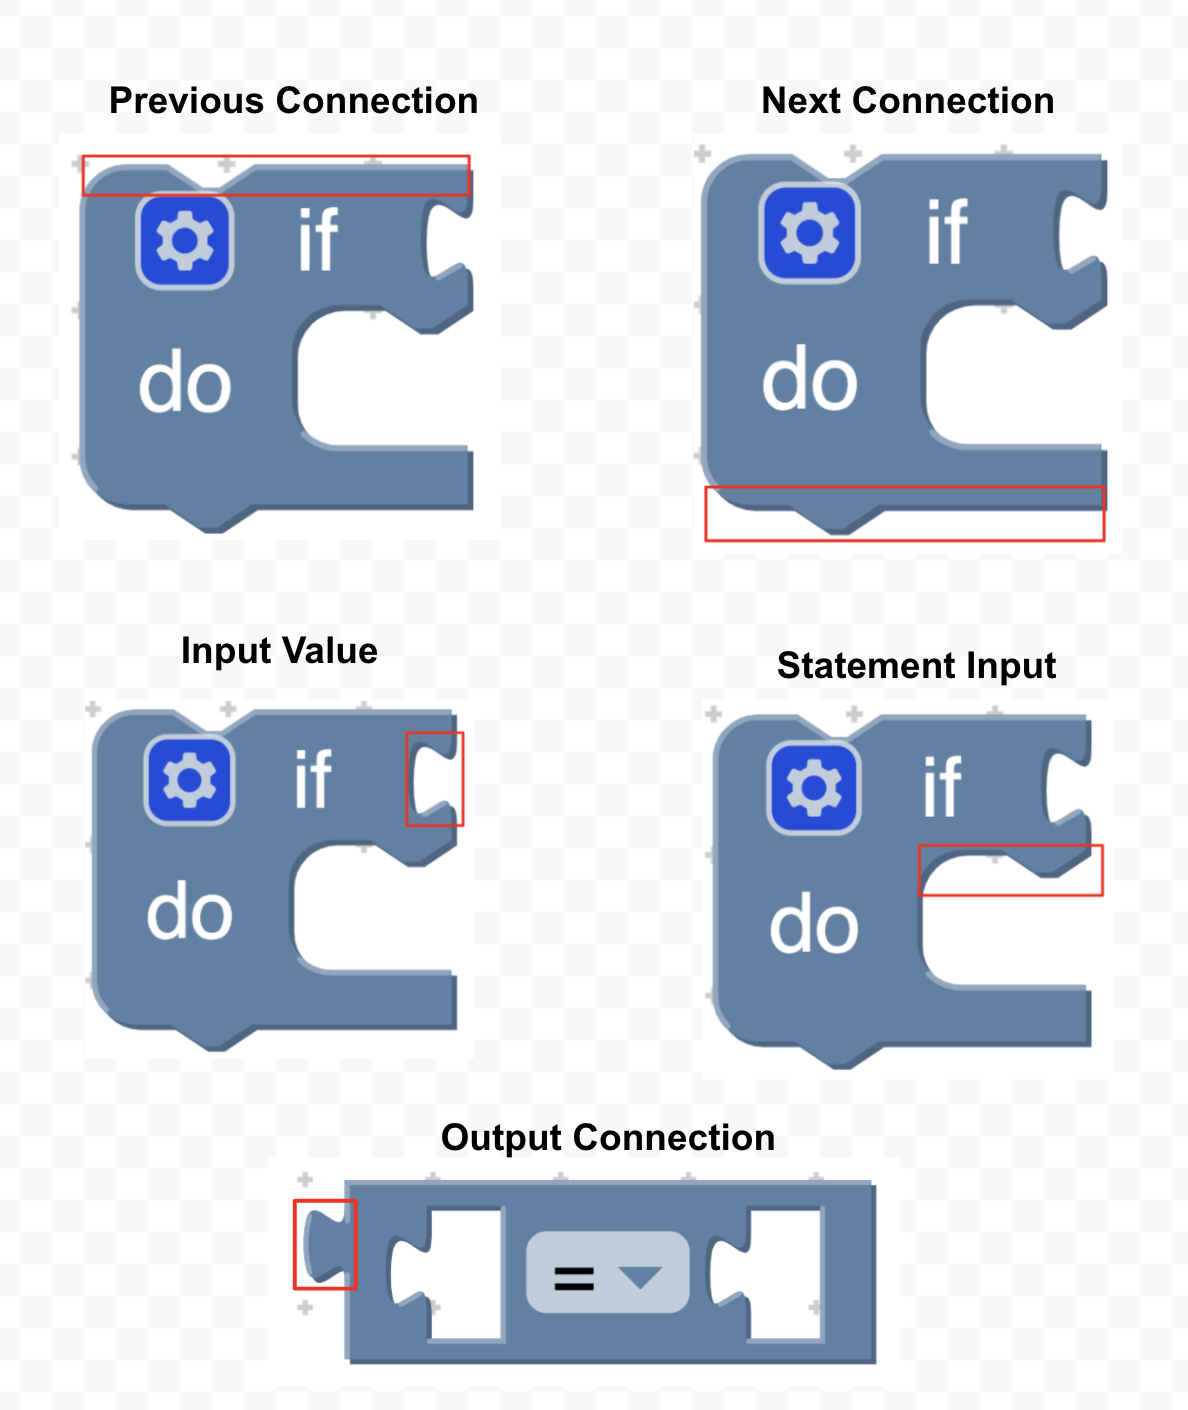 Previous Connection
Next Connection
if
do
if
do
Input Value
Statement Input
if
do
if
do
Output Connection
=